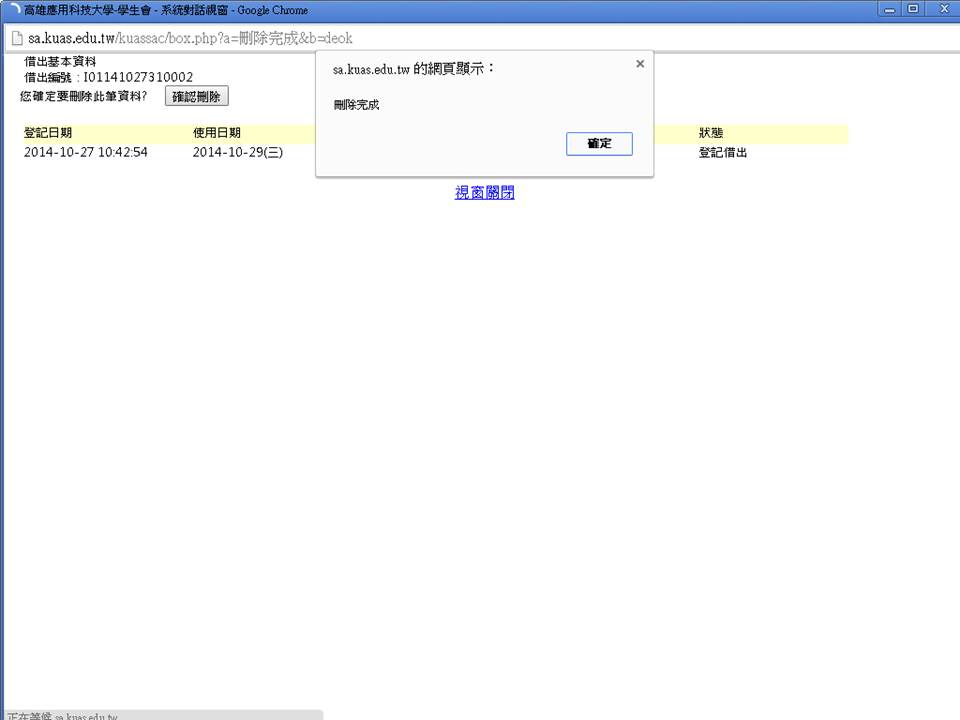 高雄應用科技大學-學生會 - 系統對話視窗 - Google Chrome
sa.kuas.edu.tw/kuassac/box.php?a=刪除完成&b=deok
借出基本資料
借出編號：I01141027310002
您確定要刪除此筆資料? 確認刪除
sa.kuas.edu.tw 的網頁顯示：
刪除完成
確定
登記日期 使用日期 狀態
2014-10-27 10:42:54 2014-10-29(三) 登記借出
視窗關閉
正在等候 sa.kuas.edu.tw